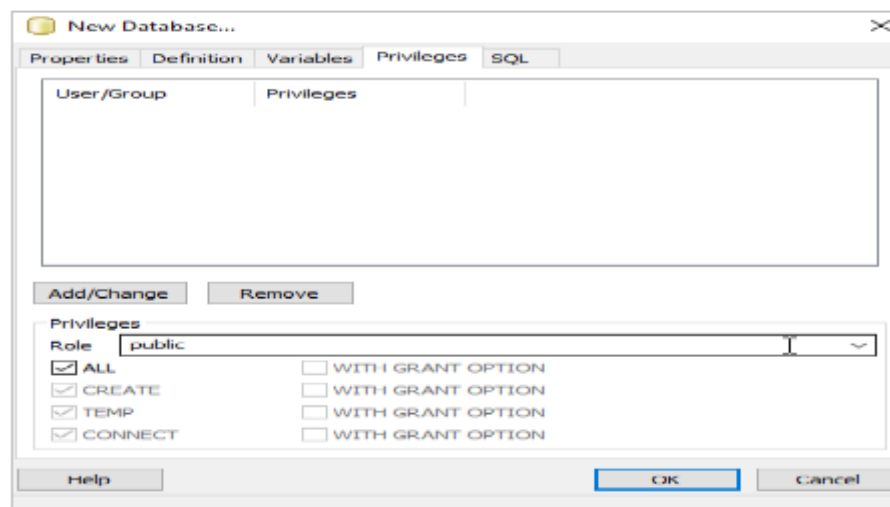 New Database...
Properties Definition Variables Privileges SQL
User/Group Privileges
Add/Change Remove
Privileges
Role public
ALL WITH GRANT OPTION
CREATE WITH GRANT OPTION
TEMP WITH GRANT OPTION
CONNECT WITH GRANT OPTION
Help OK Cancel